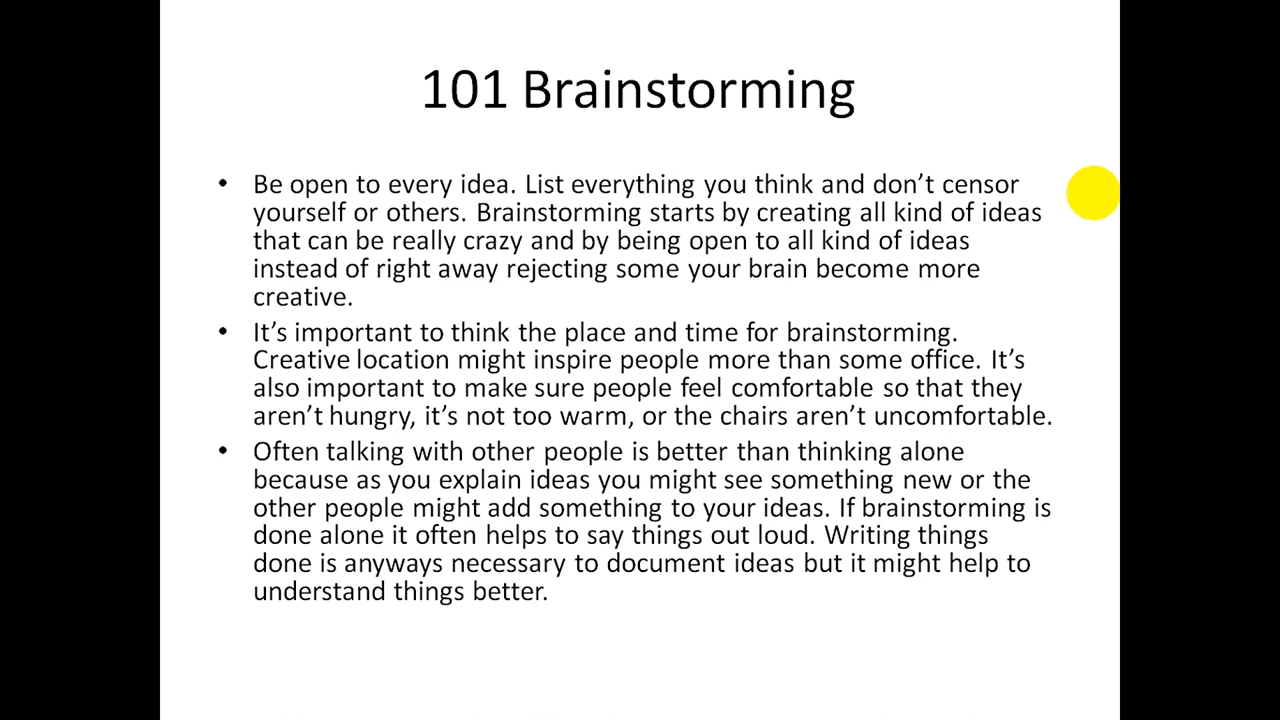 101 Brainstorming
• Be open to every idea. List everything you think and don’t censor
yourself or others. Brainstorming starts by creating all kind of ideas
that can be really crazy and by being open to all kind of ideas
instead of right away rejecting some your brain become more
creative.
• It’s important to think the place and time for brainstorming.
Creative location might inspire people more than some office. It’s
also important to make sure people feel comfortable so that they
aren’t hungry, it’s not too warm, or the chairs aren’t uncomfortable.
• Often talking with other people is better than thinking alone
because as you explain ideas you might see something new or the
other people might add something to your ideas. If brainstorming is
done alone it often helps to say things out loud. Writing things
done is anyways necessary to document ideas but it might help to
understand things better.